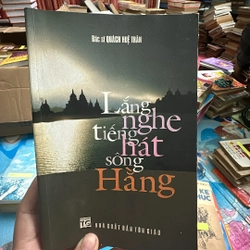 Bác sĩ QUÁCH HUỆ TRÂN
Lắng
nghe
tiếng
hát
sông
Hằng
NHÀ XUẤT BẢN TÔN GIÁO